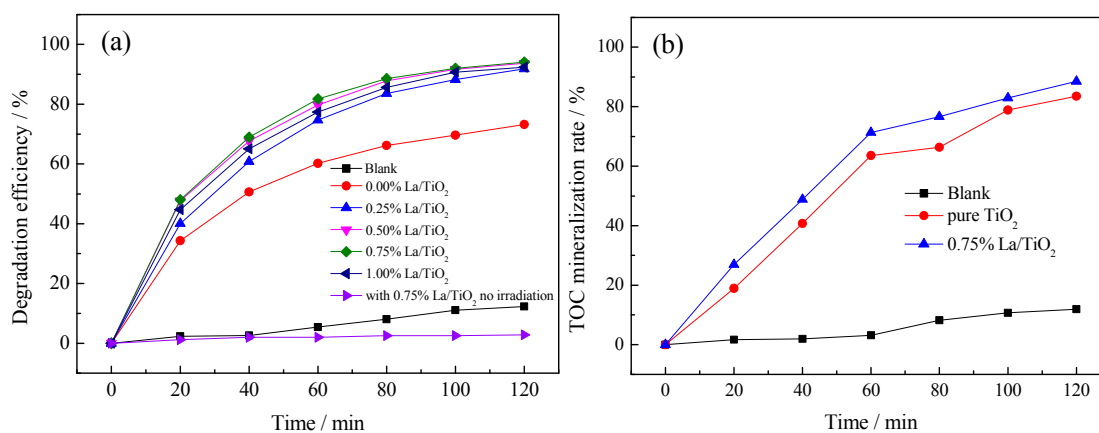 (a)
Degradation efficiency / %
100
80
60
40
20
0
Blank
0.00% La/TiO₂
0.25% La/TiO₂
0.50% La/TiO₂
0.75% La/TiO₂
1.00% La/TiO₂
with 0.75% La/TiO₂ no irradiation
0 20 40 60 80 100 120
Time / min
(b)
TOC mineralization rate / %
100
80
60
40
20
0
Blank
pure TiO₂
0.75% La/TiO₂
0 20 40 60 80 100 120
Time / min